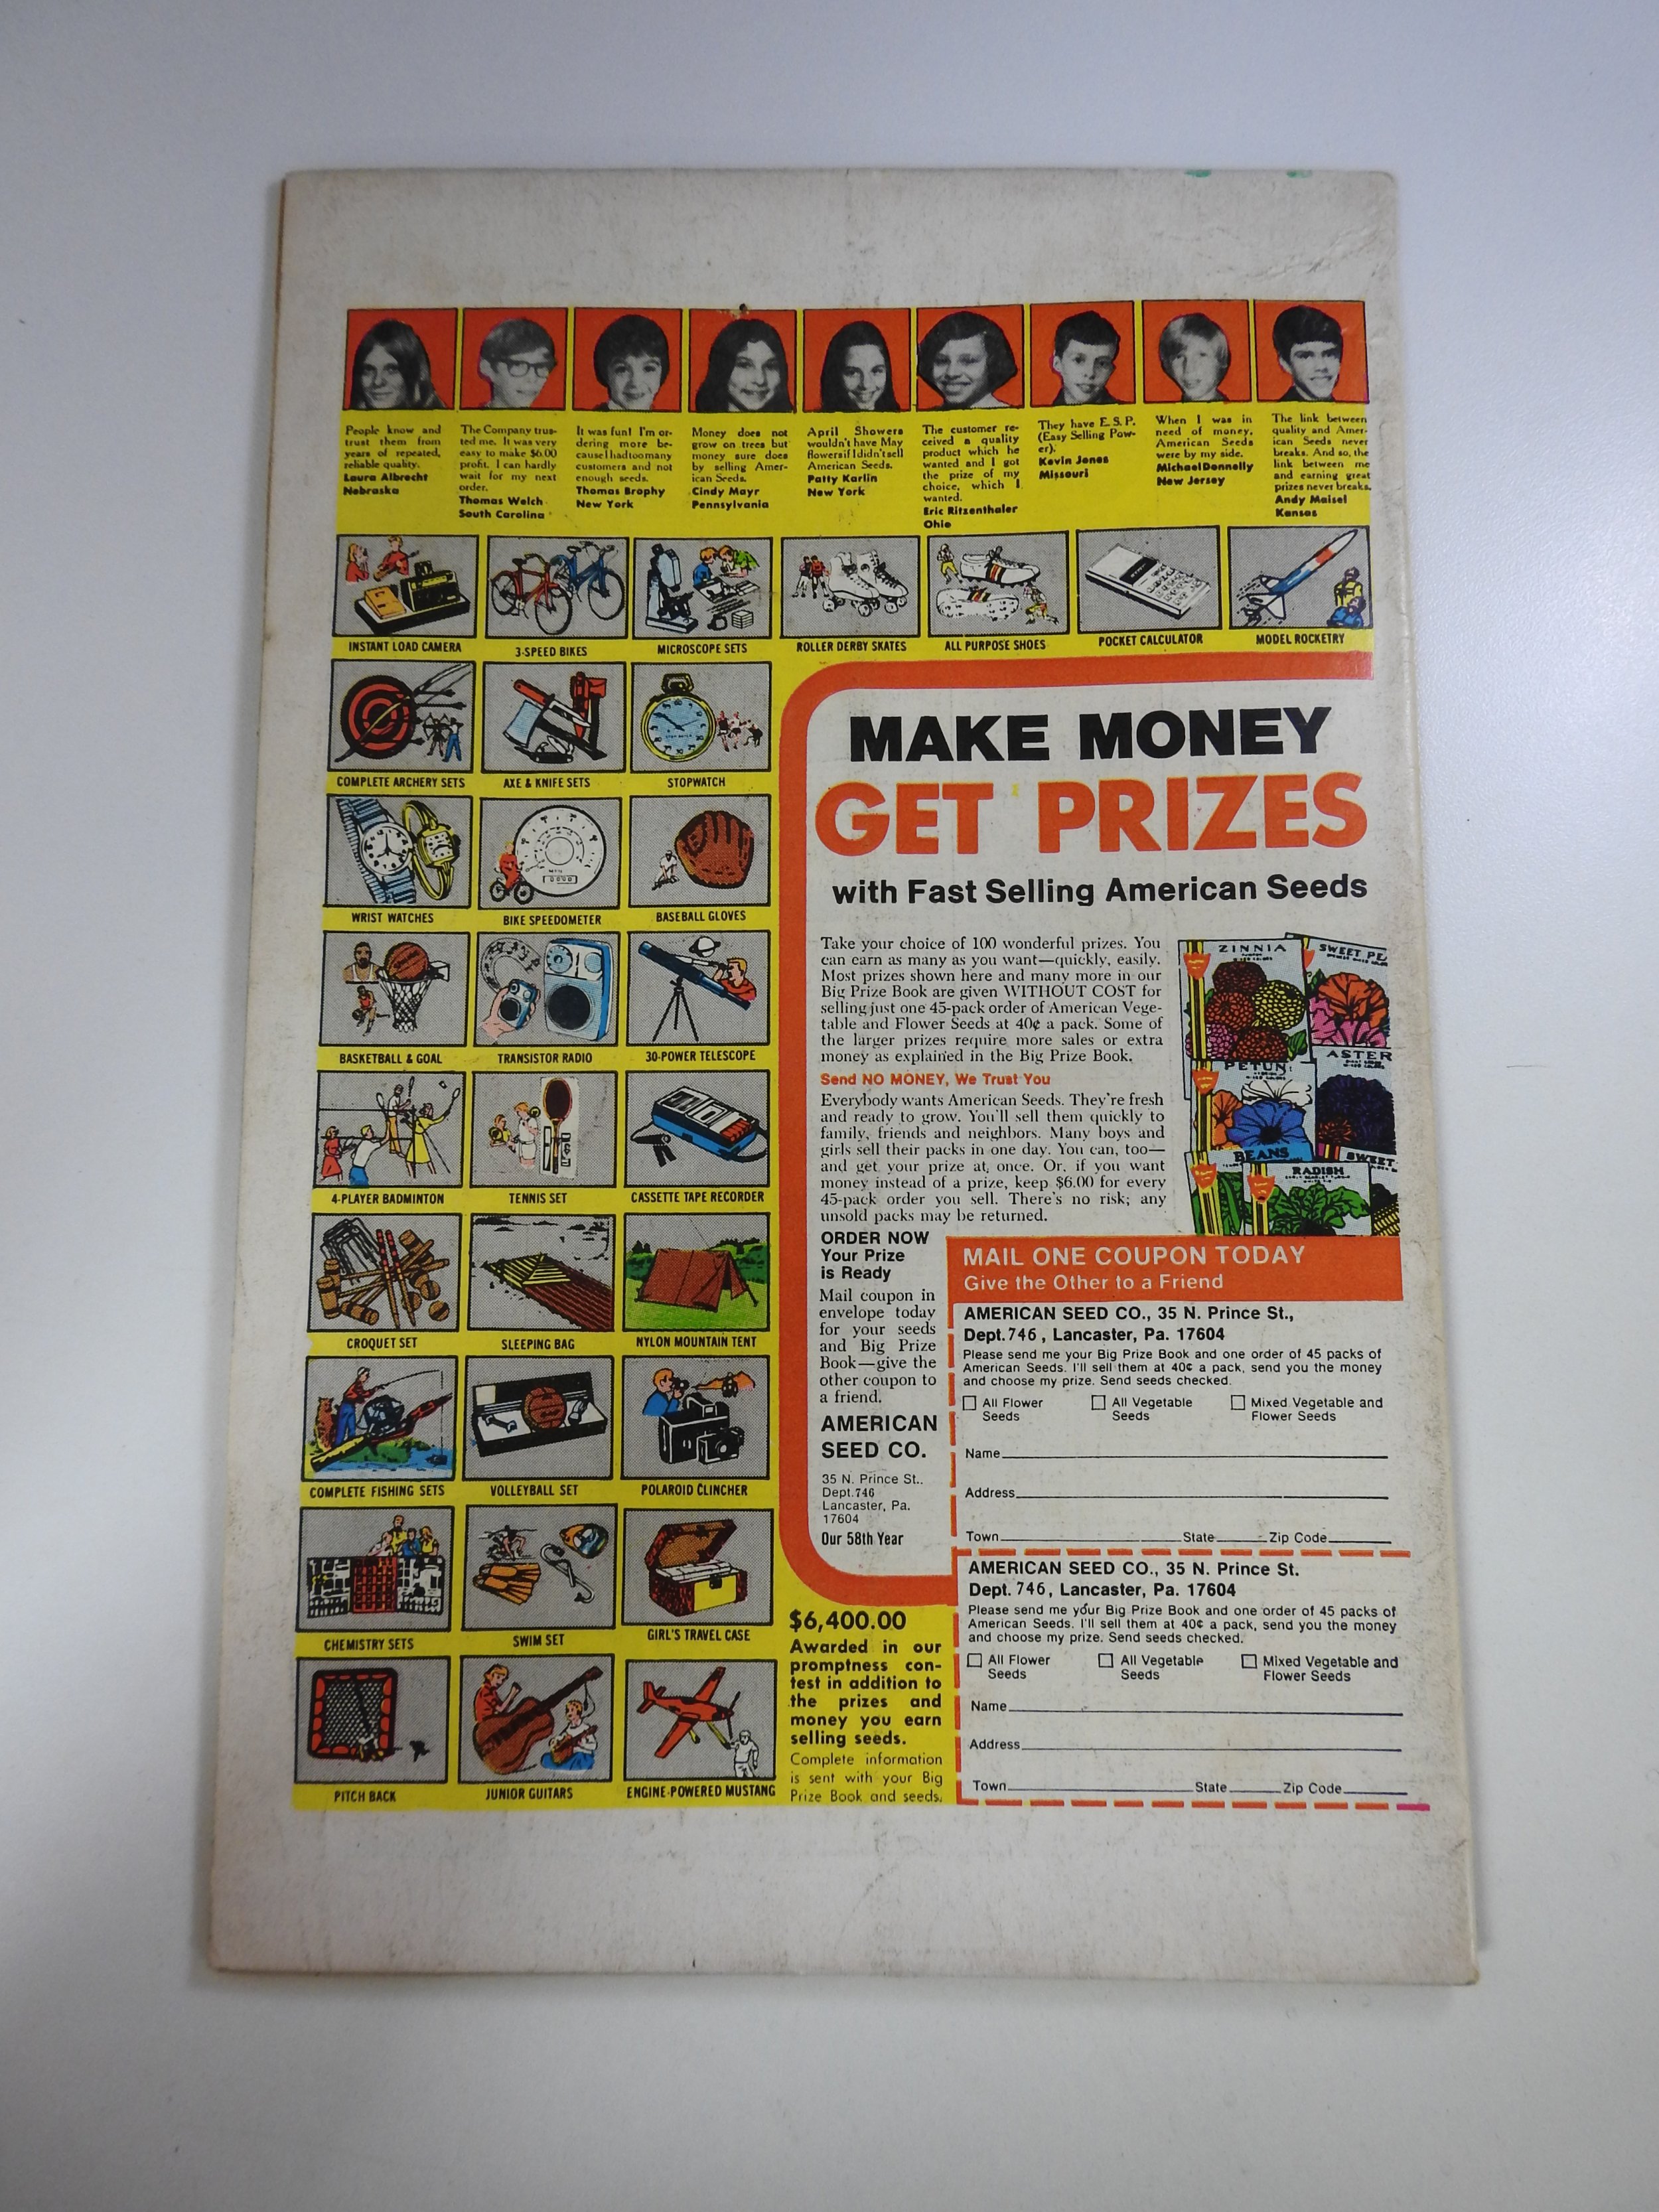 People know and
trust them from
years of repeated,
reliable quality.
Laura Albrecht
Nebraska
The Company trus-
ted me. It was very
easy to make $6.00
profit. I can hardly
wait for my next
order.
Thomas Welch
South Carolina
It was fun! I'm or-
dering more be-
cause I had too many
customers and not
enough seeds.
Thomas Brophy
New York
Money does not
grow on trees but
money sure does
by selling Amer-
ican Seeds.
Cindy Mayr
Pennsylvania
April Showers
wouldn't have May
flowers if I didn't sell
American Seeds.
Patty Karlin
New York
The customer re-
ceived a quality
product which he
wanted and I got
the prize of my
choice, which I
wanted.
Eric Ritzenthaler
Ohio
They have E.S.P.
(Easy Selling Pow-
er).
Kevin Jones
Missouri
When I was in
need of money,
American Seeds
were by my side.
Michael Donnelly
New Jersey
The link between
quality and Amer-
ican Seeds never
breaks. And so, the
link between me
and earning great
prizes never breaks.
Andy Maisel
Kansas
INSTANT LOAD CAMERA
3-SPEED BIKES
MICROSCOPE SETS
ROLLER DERBY SKATES
ALL PURPOSE SHOES
POCKET CALCULATOR
MODEL ROCKETRY
COMPLETE ARCHERY SETS
AXE & KNIFE SETS
STOPWATCH
WRIST WATCHES
BIKE SPEEDOMETER
BASEBALL GLOVES
BASKETBALL & GOAL
TRANSISTOR RADIO
30-POWER TELESCOPE
4-PLAYER BADMINTON
TENNIS SET
CASSETTE TAPE RECORDER
CROQUET SET
SLEEPING BAG
NYLON MOUNTAIN TENT
COMPLETE FISHING SETS
VOLLEYBALL SET
POLAROID CLINCHER
CHEMISTRY SETS
SWIM SET
GIRL'S TRAVEL CASE
PITCH BACK
JUNIOR GUITARS
ENGINE-POWERED MUSTANG
MAKE MONEY
GET PRIZES
with Fast Selling American Seeds
Take your choice of 100 wonderful prizes. You
can earn as many as you want—quickly, easily.
Most prizes shown here and many more in our
Big Prize Book are given WITHOUT COST for
selling just one 45-pack order of American Vege-
table and Flower Seeds at 40¢ a pack. Some of
the larger prizes require more sales or extra
money as explained in the Big Prize Book.
Send NO MONEY, We Trust You
Everybody wants American Seeds. They're fresh
and ready to grow. You'll sell them quickly to
family, friends and neighbors. Many boys and
girls sell their packs in one day. You can, too—
and get your prize at once. Or, if you want
money instead of a prize, keep $6.00 for every
45-pack order you sell. There's no risk; any
unsold packs may be returned.
ZINNIA
SWEET PE
ASTER
PETUN
BEANS
SWEET
RADISH
ORDER NOW
Your Prize
is Ready
Mail coupon in
envelope today
for your seeds
and Big Prize
Book—give the
other coupon to
a friend.
AMERICAN
SEED CO.
35 N. Prince St.,
Dept. 746
Lancaster, Pa.
17604
Our 58th Year
MAIL ONE COUPON TODAY
Give the Other to a Friend
AMERICAN SEED CO., 35 N. Prince St.,
Dept. 746, Lancaster, Pa. 17604
Please send me your Big Prize Book and one order of 45 packs of
American Seeds. I'll sell them at 40¢ a pack, send you the money
and choose my prize. Send seeds checked.
All Flower Seeds
All Vegetable Seeds
Mixed Vegetable and Flower Seeds
Name
Address
Town State Zip Code
AMERICAN SEED CO., 35 N. Prince St.
Dept. 746, Lancaster, Pa. 17604
Please send me your Big Prize Book and one order of 45 packs of
American Seeds. I'll sell them at 40¢ a pack, send you the money
and choose my prize. Send seeds checked.
All Flower Seeds
All Vegetable Seeds
Mixed Vegetable and Flower Seeds
Name
Address
Town State Zip Code
$6,400.00
Awarded in our
promptness con-
test in addition to
the prizes and
money you earn
selling seeds.
Complete information
is sent with your Big
Prize Book and seeds.